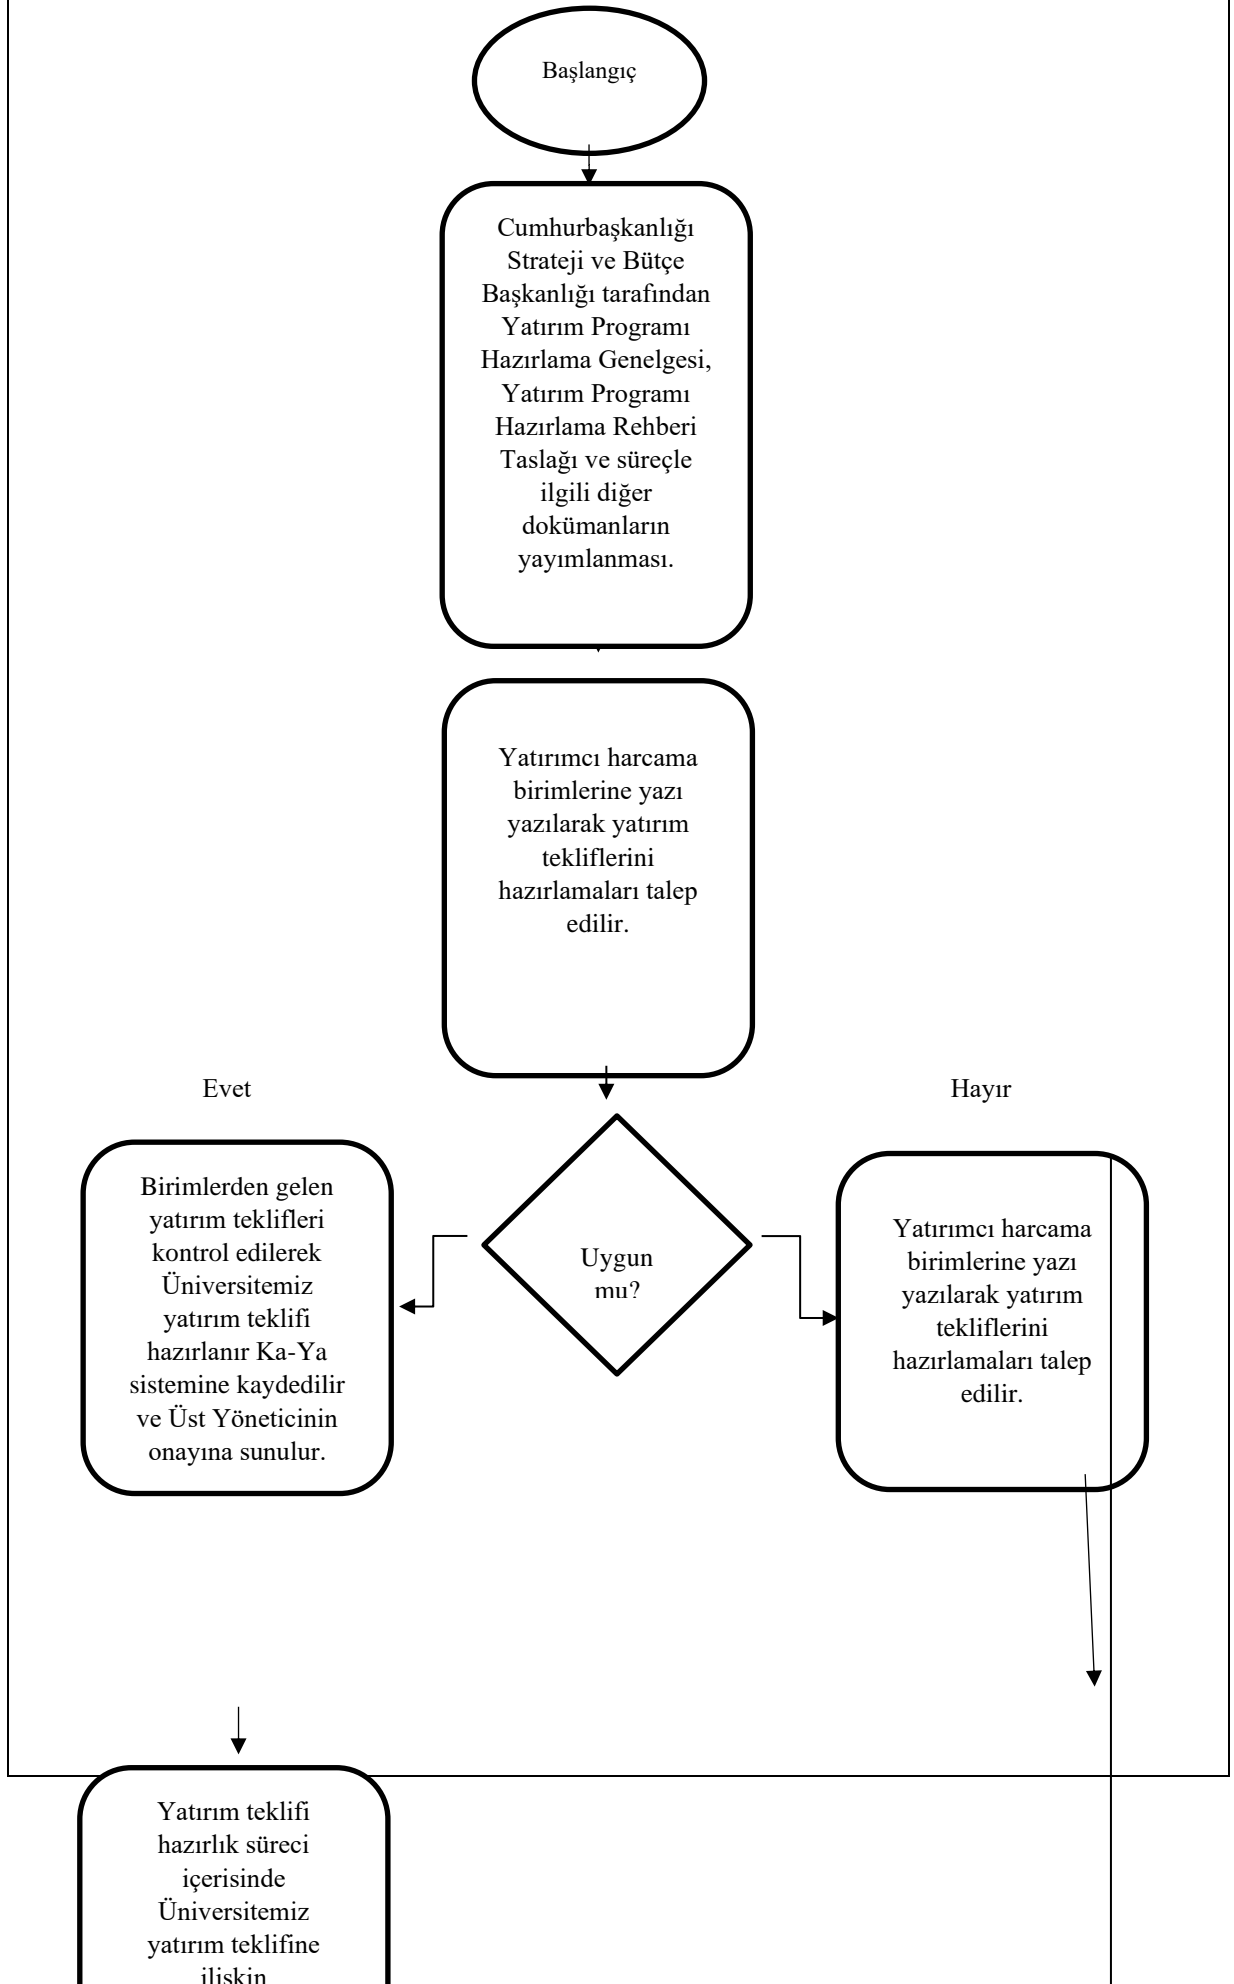 Başlangıç
Cumhurbaşkanlığı
Strateji ve Bütçe
Başkanlığı tarafından
Yatırım Programı
Hazırlama Genelgesi,
Yatırım Programı
Hazırlama Rehberi
Taslağı ve süreçle
ilgili diğer
dokümanların
yayımlanması.
Yatırımcı harcama
birimlerine yazı
yazılarak yatırım
tekliflerini
hazırlamaları talep
edilir.
Evet
Hayır
Birimlerden gelen
yatırım teklifleri
kontrol edilerek
Üniversitemiz
yatırım teklifi
hazırlanır Ka-Ya
sistemine kaydedilir
ve Üst Yöneticinin
onayına sunulur.
Uygun
mu?
Yatırımcı harcama
birimlerine yazı
yazılarak yatırım
tekliflerini
hazırlamaları talep
edilir.
Yatırım teklifi
hazırlık süreci
içerisinde
Üniversitemiz
yatırım teklifine
ilişkin